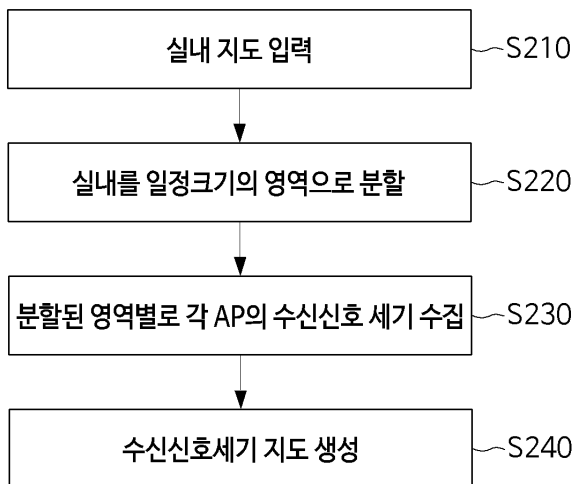 실내 지도 입력 S210
실내를 일정크기의 영역으로 분할 S220
분할된 영역별로 각 AP의 수신신호 세기 수집 S230
수신신호세기 지도 생성 S240